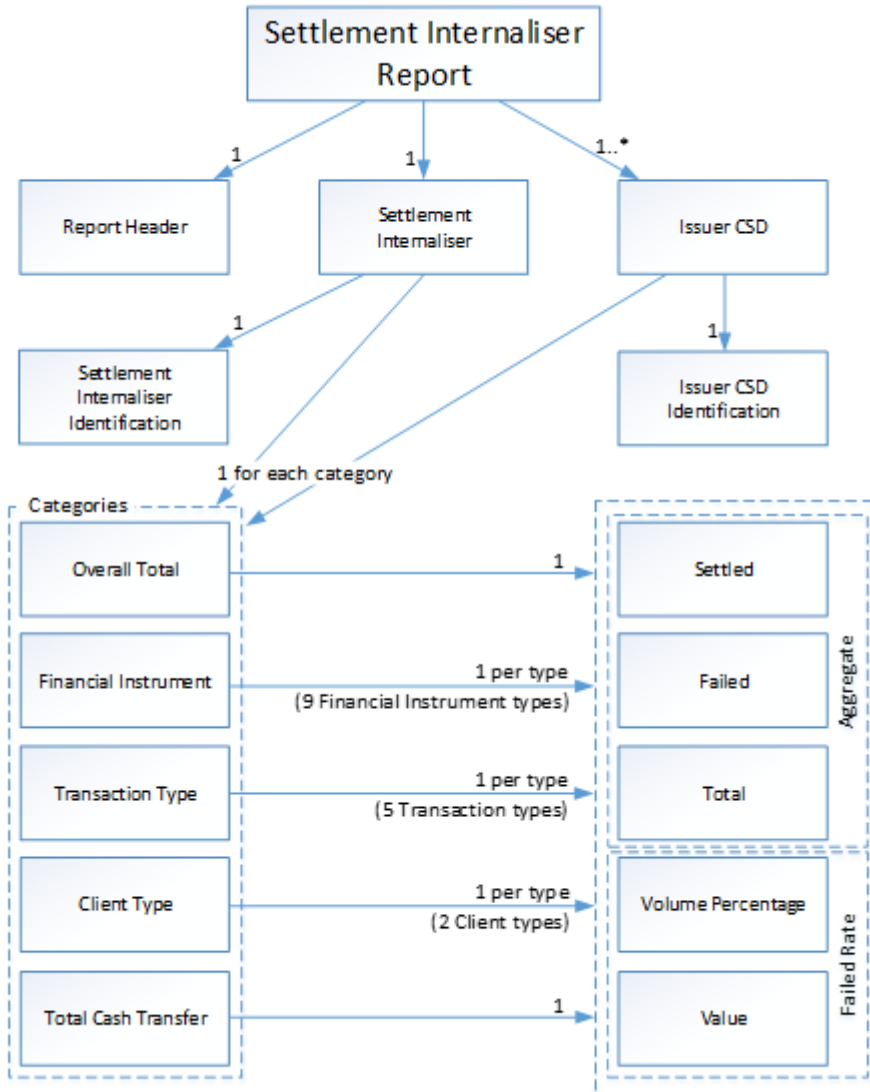 Settlement Internaliser
Report
1
1
1..*
Report Header
Settlement
Internaliser
Issuer CSD
1
1
Settlement
Internaliser
Identification
Issuer CSD
Identification
1 for each category
Categories
Overall Total
1
Settled
Financial Instrument
1 per type
(9 Financial Instrument types)
Failed
Aggregate
Transaction Type
1 per type
(5 Transaction types)
Total
Client Type
1 per type
(2 Client types)
Volume Percentage
Failed Rate
Total Cash Transfer
1
Value